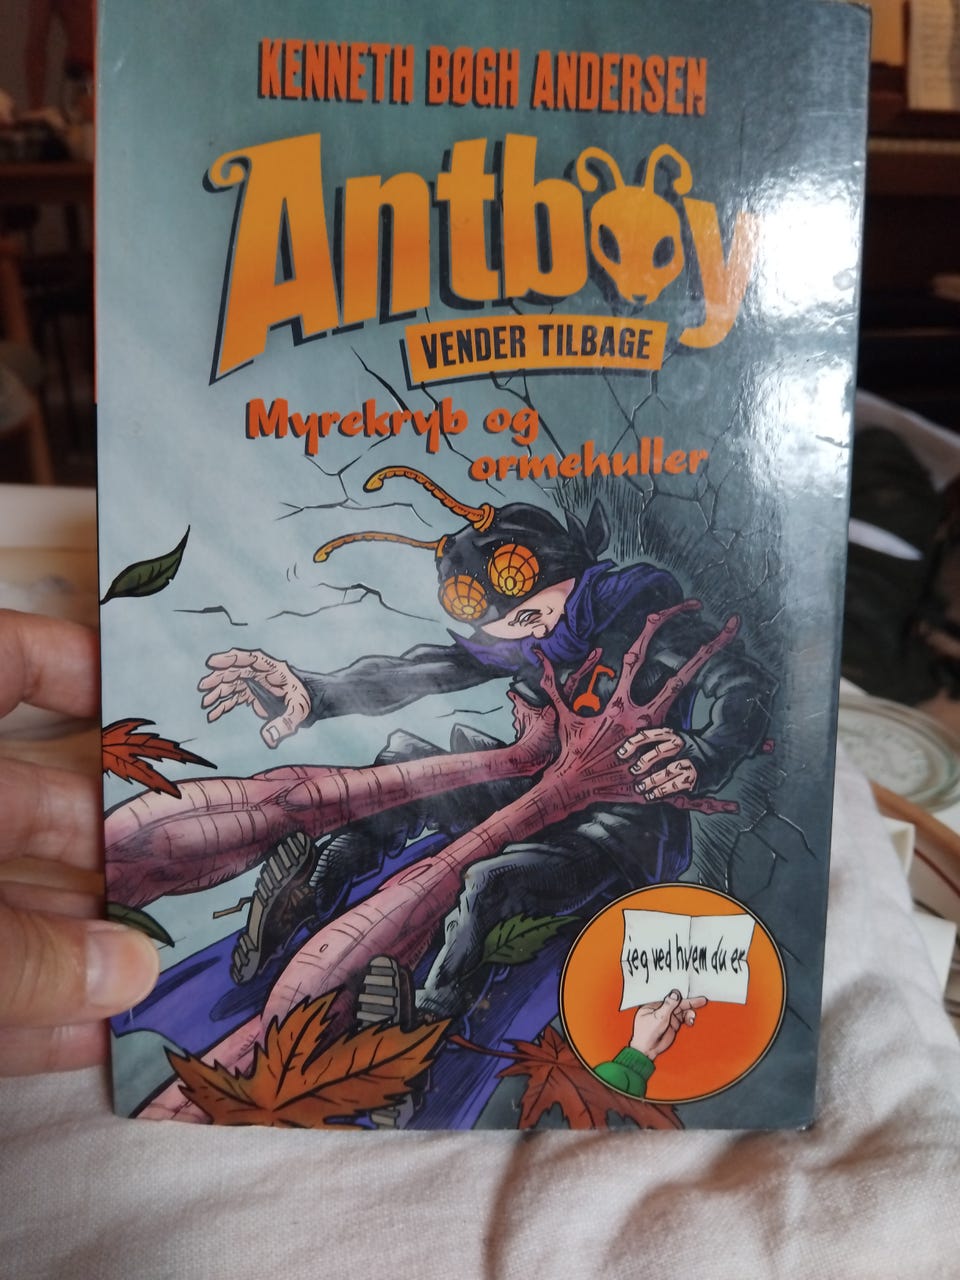 KENNETH BØGH ANDERSEN
Antboy
VENDER TILBAGE
Myrekryb og
ormehuller
jeg ved hvem du er